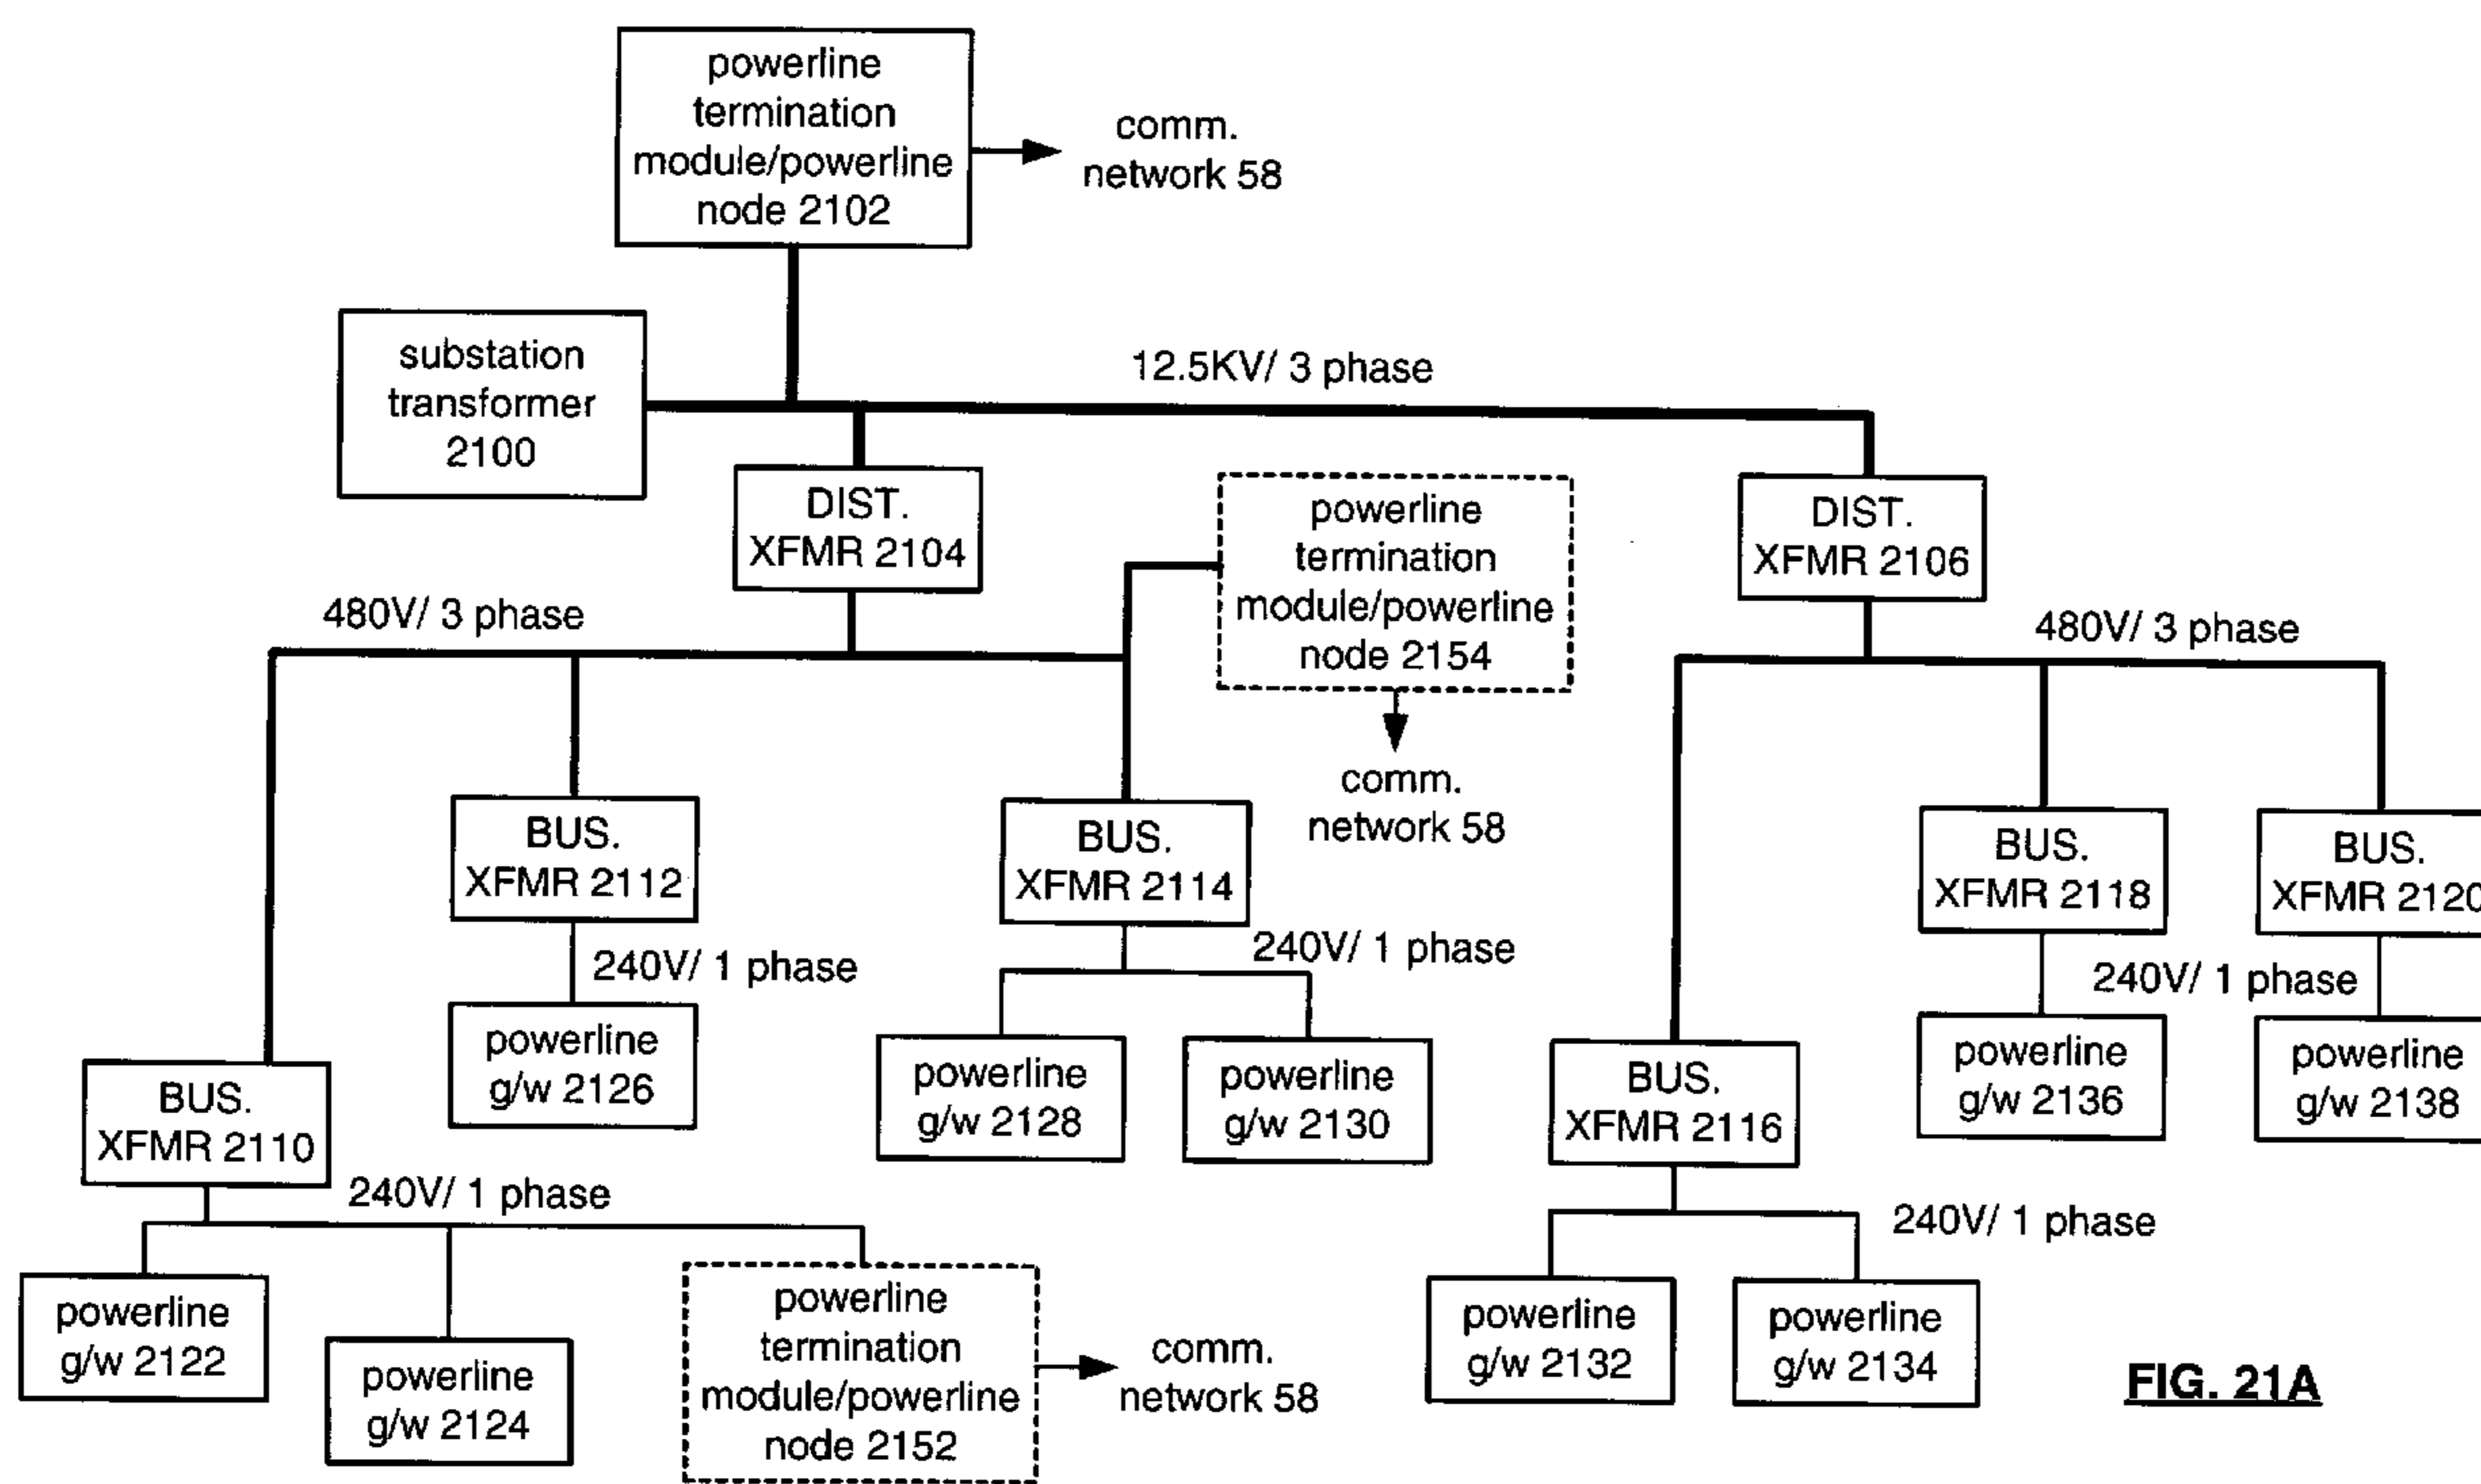 powerline
termination
module/powerline
node 2102
comm.
network 58
substation
transformer
2100
12.5KV/ 3 phase
DIST.
XFMR 2104
powerline
termination
module/powerline
node 2154
DIST.
XFMR 2106
480V/ 3 phase
480V/ 3 phase
comm.
network 58
BUS.
XFMR 2112
BUS.
XFMR 2114
BUS.
XFMR 2118
BUS.
XFMR 2120
240V/ 1 phase
240V/ 1 phase
240V/ 1 phase
powerline
g/w 2126
powerline
g/w 2128
powerline
g/w 2130
BUS.
XFMR 2116
powerline
g/w 2136
powerline
g/w 2138
BUS.
XFMR 2110
240V/ 1 phase
240V/ 1 phase
powerline
g/w 2122
powerline
g/w 2124
powerline
termination
module/powerline
node 2152
comm.
network 58
powerline
g/w 2132
powerline
g/w 2134
FIG. 21A